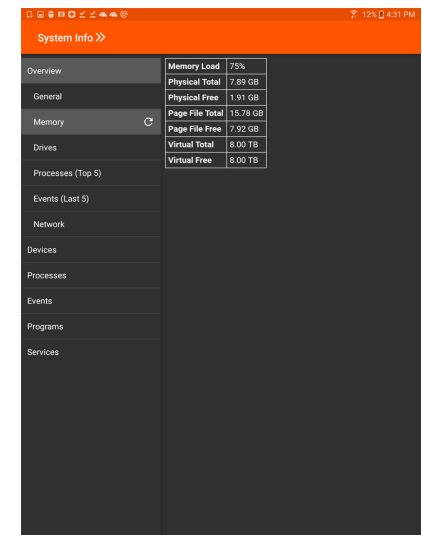 12% 4:31 PM
System Info
Overview
General
Memory
Drives
Processes (Top 5)
Events (Last 5)
Network
Devices
Processes
Events
Programs
Services
Memory Load 75%
Physical Total 7.89 GB
Physical Free 1.91 GB
Page File Total 15.78 GB
Page File Free 7.92 GB
Virtual Total 8.00 TB
Virtual Free 8.00 TB